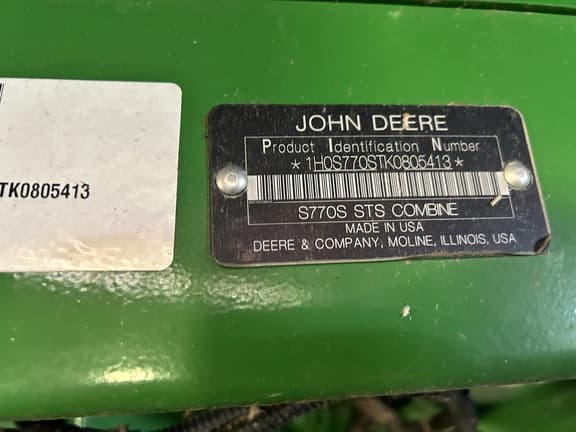 TK0805413
JOHN DEERE
Product Identification Number
*1H0S770STK0805413*
S770S STS COMBINE
MADE IN USA
DEERE & COMPANY, MOLINE, ILLINOIS, USA